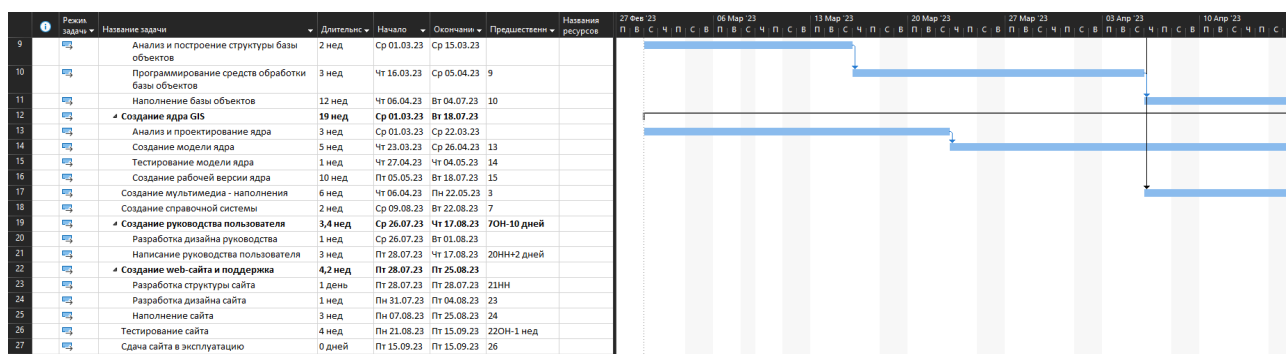 Режим задачь Название задачи Длительнс Начало Окончани Предшественн Названия ресурсов
27 Фев '23 06 Мар '23 13 Мар '23 20 Мар '23 27 Мар '23 03 Апр '23 10 Апр '23
П В С Ч П С В П В С Ч П С В П В С Ч П С В П В С Ч П С В П В С Ч П С В П В С Ч П С В П В С Ч П С
9 Анализ и построение структуры базы объектов 2 нед Ср 01.03.23 Ср 15.03.23
10 Программирование средств обработки базы объектов 3 нед Чт 16.03.23 Ср 05.04.23 9
11 Наполнение базы объектов 12 нед Чт 06.04.23 Вт 04.07.23 10
12 Создание ядра GIS 19 нед Ср 01.03.23 Вт 18.07.23
13 Анализ и проектирование ядра 3 нед Ср 01.03.23 Ср 22.03.23
14 Создание модели ядра 5 нед Чт 23.03.23 Ср 26.04.23 13
15 Тестирование модели ядра 1 нед Чт 27.04.23 Чт 04.05.23 14
16 Создание рабочей версии ядра 10 нед Пт 05.05.23 Вт 18.07.23 15
17 Создание мультимедиа - наполнения 6 нед Чт 06.04.23 Пн 22.05.23 3
18 Создание справочной системы 2 нед Ср 09.08.23 Вт 22.08.23 7
19 Создание руководства пользователя 3,4 нед Ср 26.07.23 Чт 17.08.23 7ОН-10 дней
20 Разработка дизайна руководства 1 нед Ср 26.07.23 Вт 01.08.23
21 Написание руководства пользователя 3 нед Пт 28.07.23 Чт 17.08.23 20НН+2 дней
22 Создание web-сайта и поддержка 4,2 нед Пт 28.07.23 Пт 25.08.23
23 Разработка структуры сайта 1 день Пт 28.07.23 Пт 28.07.23 21НН
24 Разработка дизайна сайта 1 нед Пн 31.07.23 Пт 04.08.23 23
25 Наполнение сайта 3 нед Пн 07.08.23 Пт 25.08.23 24
26 Тестирование сайта 4 нед Пн 21.08.23 Пт 15.09.23 22ОН-1 нед
27 Сдача сайта в эксплуатацию 0 дней Пт 15.09.23 Пт 15.09.23 26